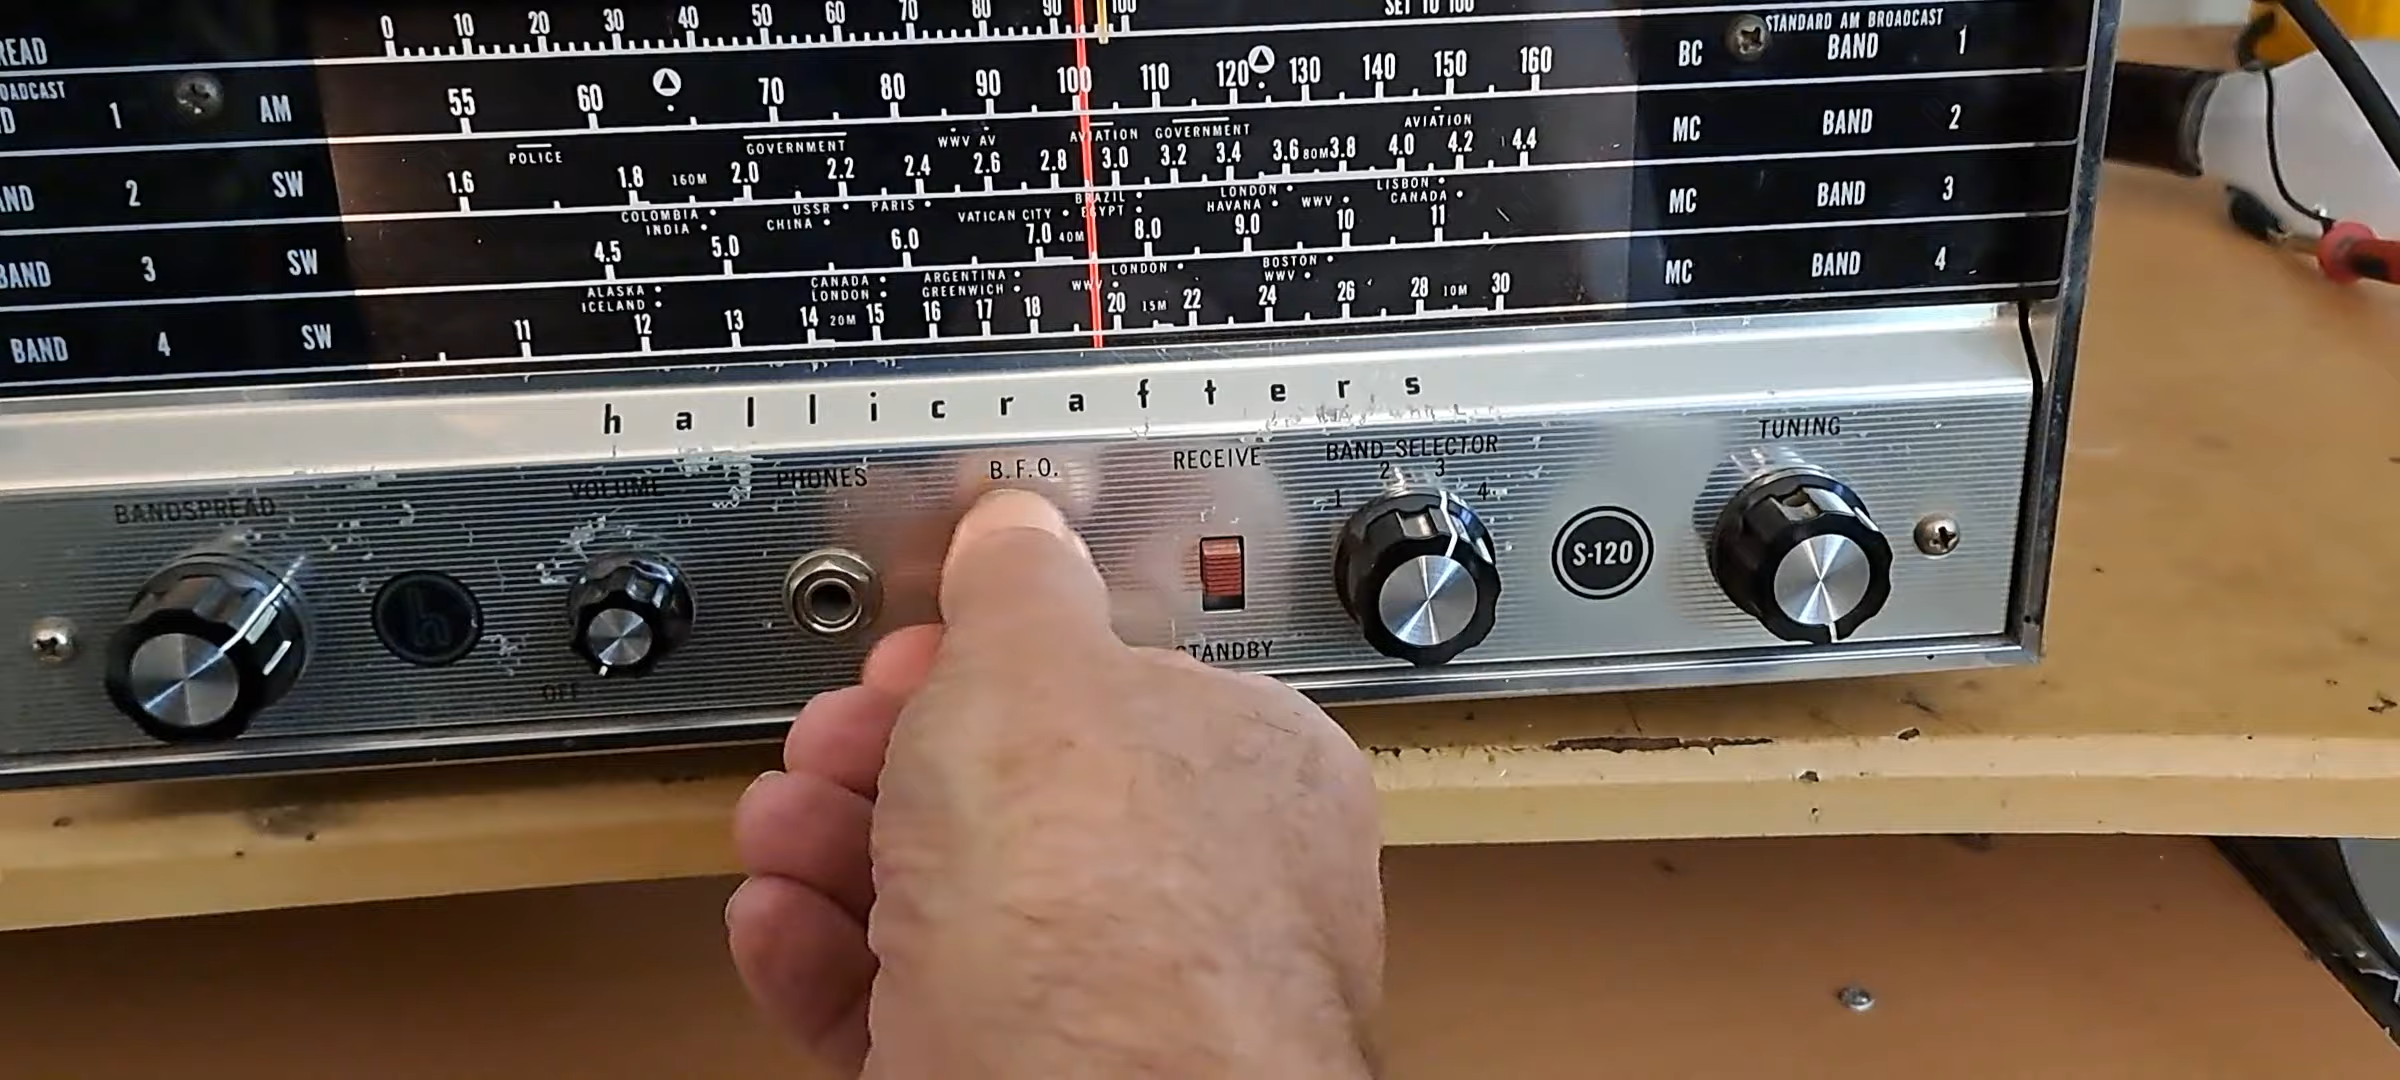 0 10 20 30 40 50 60 70 80 90 100 SET TO 100
READ
OADCAST 1 AM 55 60 70 80 90 100 110 120 130 140 150 160 BC STANDARD AM BROADCAST BAND 1
POLICE GOVERNMENT WWV AV AVIATION GOVERNMENT AVIATION
AND 2 SW 1.6 1.8 160M 2.0 2.2 2.4 2.6 2.8 3.0 3.2 3.4 3.6 80M 3.8 4.0 4.2 4.4 MC BAND 2
COLOMBIA USSR PARIS VATICAN CITY BRAZIL LONDON LISBON
INDIA CHINA EGYPT HAVANA WWV CANADA
BAND 3 SW 4.5 5.0 6.0 7.0 40M 8.0 9.0 10 11 MC BAND 3
ALASKA CANADA ARGENTINA WWV LONDON BOSTON
ICELAND LONDON GREENWICH WWV
BAND 4 SW 11 12 13 14 20M 15 16 17 18 20 15M 22 24 26 28 10M 30 MC BAND 4
hallicrafters
BANDSPREAD VOLUME PHONES B.F.O. RECEIVE BAND SELECTOR TUNING
1 2 3 4
h
S-120
OFF
STANDBY